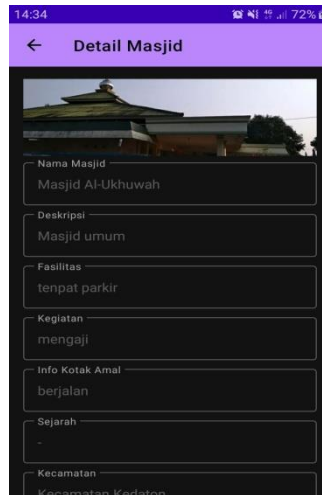 14:34
72%
Detail Masjid
Nama Masjid
Masjid Al-Ukhuwah
Deskripsi
Masjid umum
Fasilitas
tenpat parkir
Kegiatan
mengaji
Info Kotak Amal
berjalan
Sejarah
-
Kecamatan
Kecamatan Kedaton